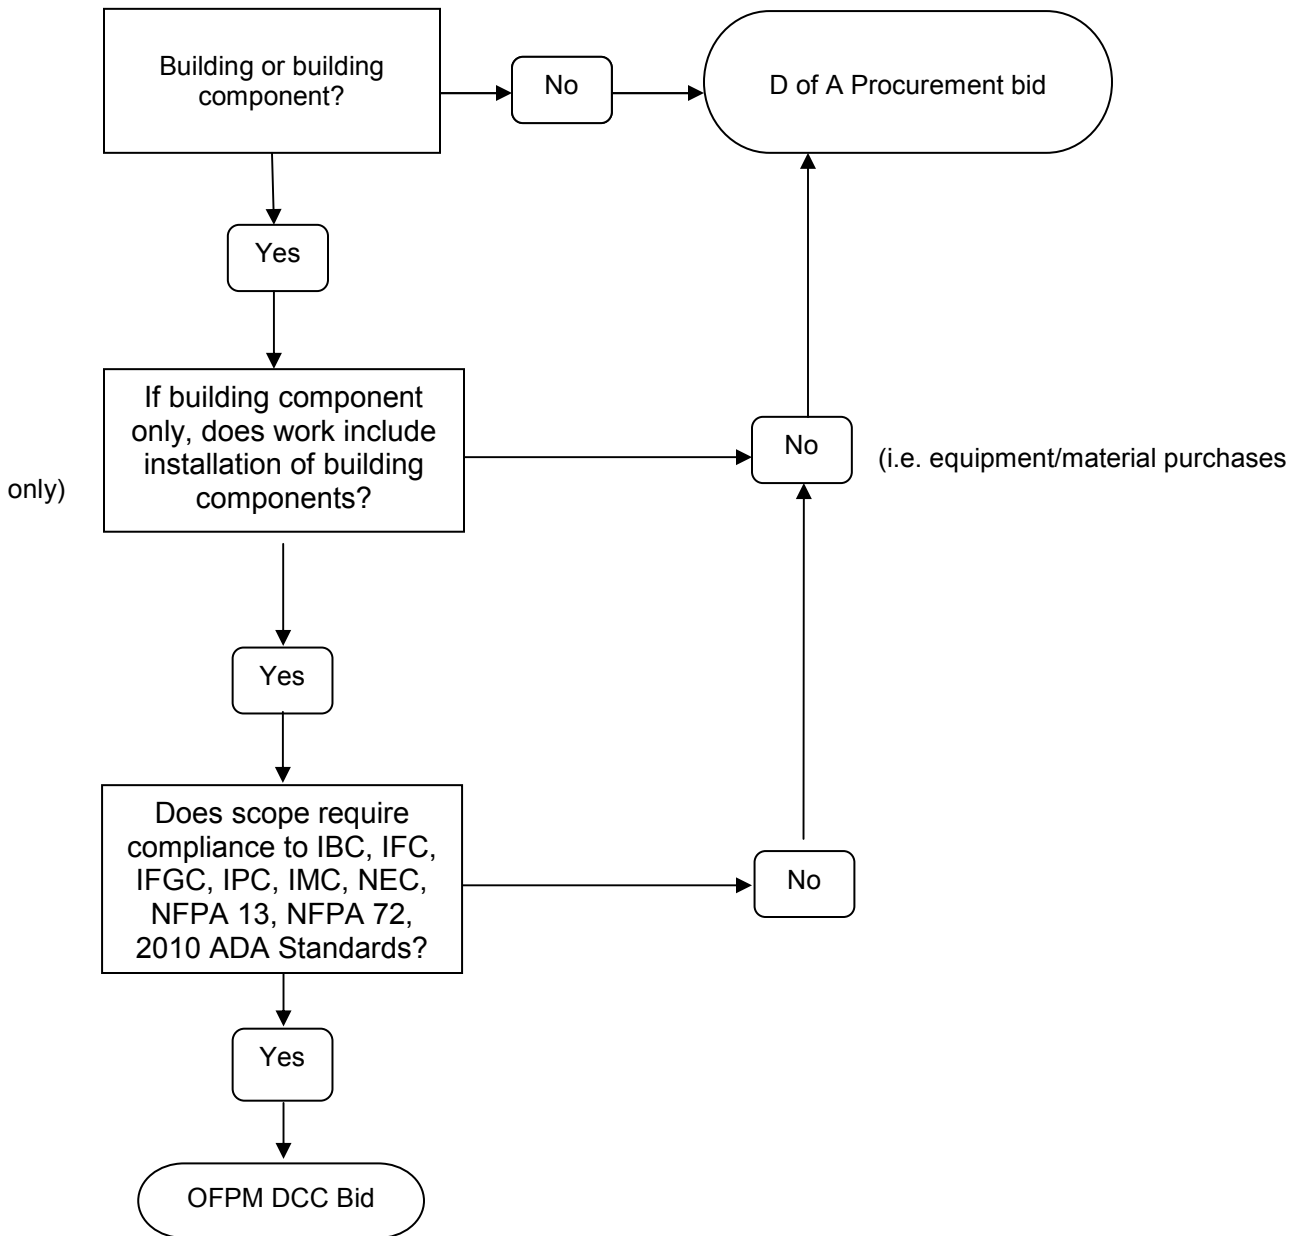 Building or building
component?
No
D of A Procurement bid
Yes
If building component
only, does work include
installation of building
components?
No
(i.e. equipment/material purchases
only)
Yes
Does scope require
compliance to IBC, IFC,
IFGC, IPC, IMC, NEC,
NFPA 13, NFPA 72,
2010 ADA Standards?
No
Yes
OFPM DCC Bid